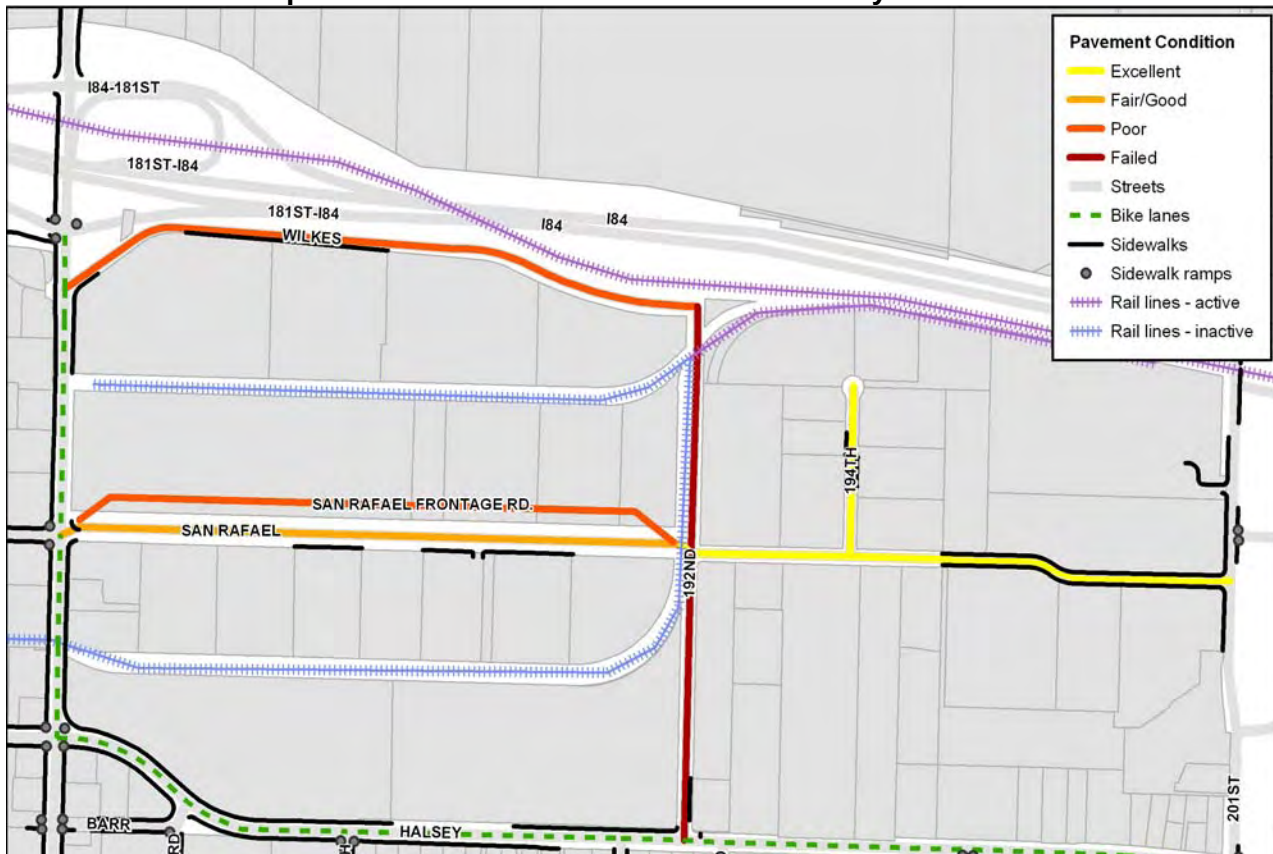 Pavement Condition
Excellent
Fair/Good
Poor
Failed
Streets
Bike lanes
Sidewalks
Sidewalk ramps
Rail lines - active
Rail lines - inactive
I84-181ST
181ST-I84
181ST-I84
I84
I84
WILKES
194TH
SAN RAFAEL FRONTAGE RD.
SAN RAFAEL
192ND
201ST
BARR
HALSEY
RD
H